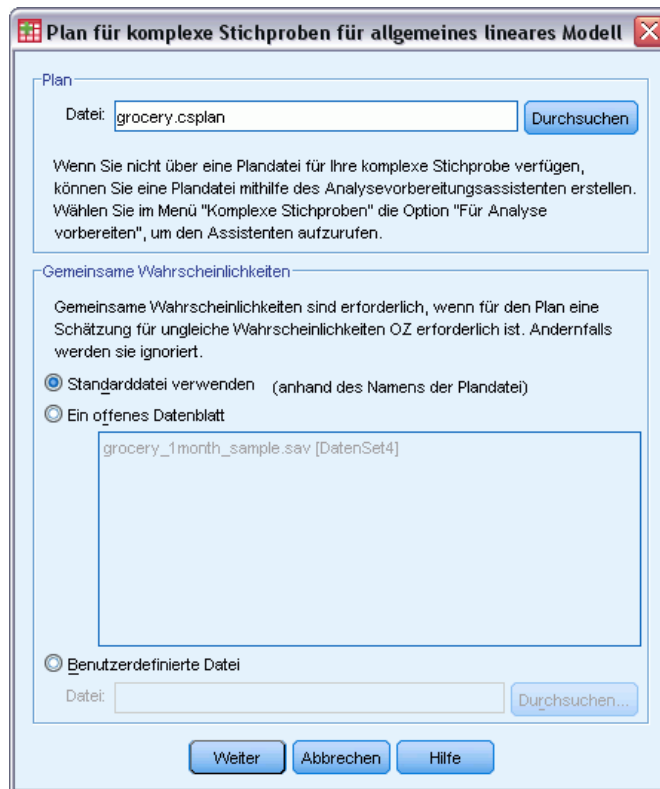 Plan für komplexe Stichproben für allgemeines lineares Modell
Plan
Datei: grocery.csplan Durchsuchen
Wenn Sie nicht über eine Plandatei für Ihre komplexe Stichprobe verfügen,
können Sie eine Plandatei mithilfe des Analysevorbereitungsassistenten erstellen.
Wählen Sie im Menü "Komplexe Stichproben" die Option "Für Analyse
vorbereiten", um den Assistenten aufzurufen.
Gemeinsame Wahrscheinlichkeiten
Gemeinsame Wahrscheinlichkeiten sind erforderlich, wenn für den Plan eine
Schätzung für ungleiche Wahrscheinlichkeiten OZ erforderlich ist. Andernfalls
werden sie ignoriert.
Standarddatei verwenden (anhand des Namens der Plandatei)
Ein offenes Datenblatt
grocery_1month_sample.sav [DatenSet4]
Benutzerdefinierte Datei
Datei: Durchsuchen...
Weiter Abbrechen Hilfe